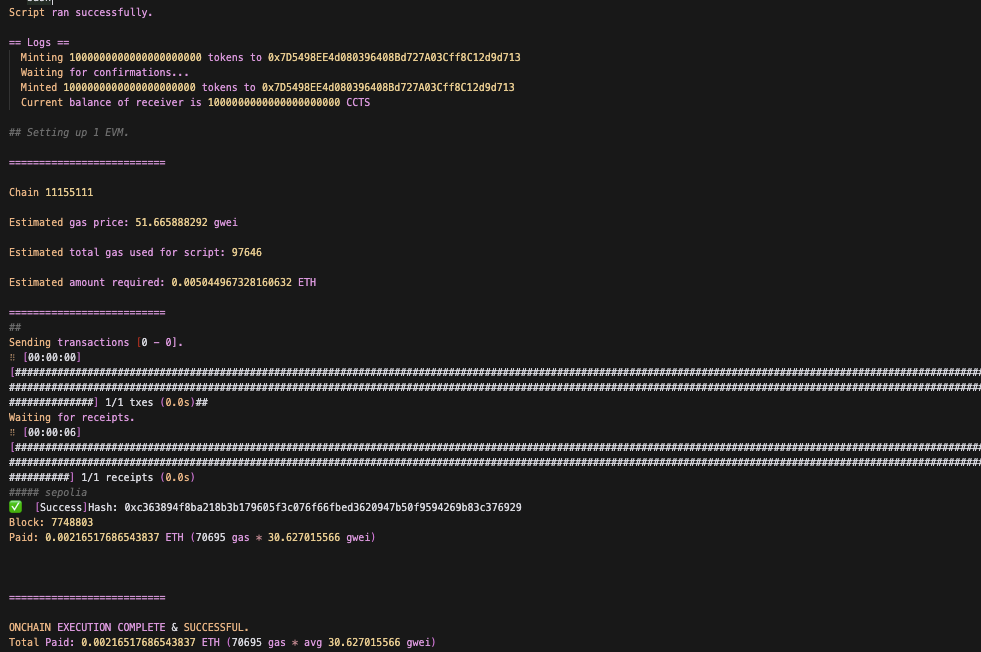 Script ran successfully.
== Logs ==
Minting 1000000000000000000000 tokens to 0x7D5498EE4d080396408Bd727A03Cff8C12d9d713
Waiting for confirmations...
Minted 1000000000000000000000 tokens to 0x7D5498EE4d080396408Bd727A03Cff8C12d9d713
Current balance of receiver is 1000000000000000000000 CCTS
## Setting up 1 EVM.
==========================
Chain 11155111
Estimated gas price: 51.665888292 gwei
Estimated total gas used for script: 97646
Estimated amount required: 0.005044967328160632 ETH
==========================
##
Sending transactions [0 - 0].
⠿ [00:00:00]
[#################################################################################################################################################################
##################################################################################################################################################################
##############] 1/1 txes (0.0s)##
Waiting for receipts.
⠿ [00:00:06]
[#################################################################################################################################################################
##################################################################################################################################################################
##########] 1/1 receipts (0.0s)
##### sepolia
✅ [Success]Hash: 0xc363894f8ba218b3b179605f3c076f66fbed3620947b50f9594269b83c376929
Block: 7748803
Paid: 0.00216517686543837 ETH (70695 gas * 30.627015566 gwei)
==========================
ONCHAIN EXECUTION COMPLETE & SUCCESSFUL.
Total Paid: 0.00216517686543837 ETH (70695 gas * avg 30.627015566 gwei)